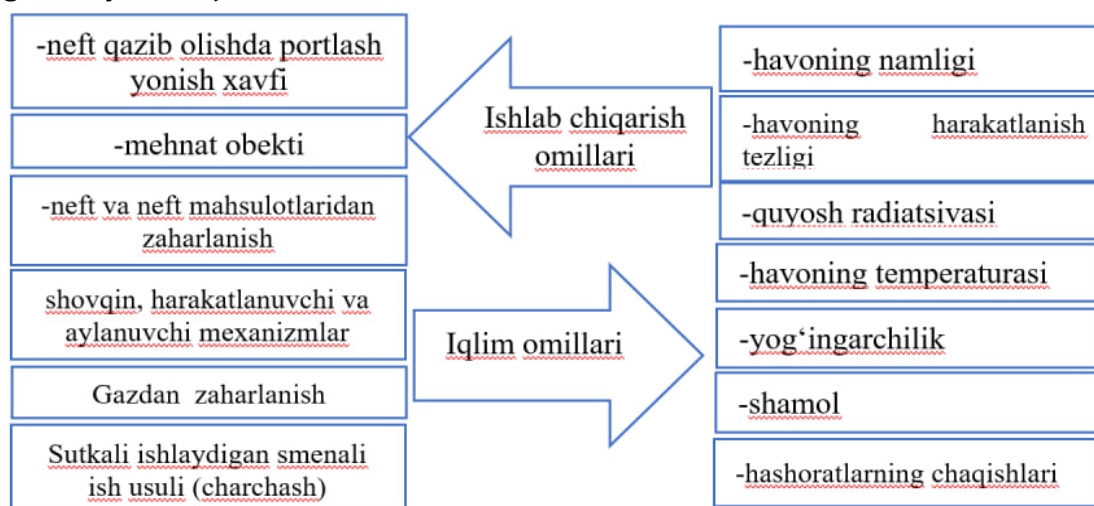 -neft qazib olishda portlash
yonish xavfi
-mehnat obekti
-neft va neft mahsulotlaridan
zaharlanish
shovqin, harakatlanuvchi va
aylanuvchi mexanizmlar
Gazdan zaharlanish
Sutkali ishlaydigan smenali
ish usuli (charchash)
Ishlab chiqarish
omillari
Iqlim omillari
-havoning namligi
-havoning harakatlanish
tezligi
-quyosh radiatsivasi
-havoning temperaturasi
-yog‘ingarchilik
-shamol
-hashoratlarning chaqishlari